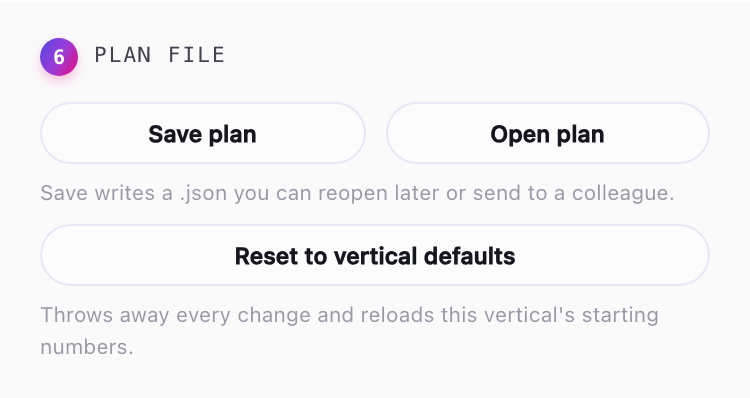 6 PLAN FILE
Save plan Open plan
Save writes a .json you can reopen later or send to a colleague.
Reset to vertical defaults
Throws away every change and reloads this vertical's starting
numbers.